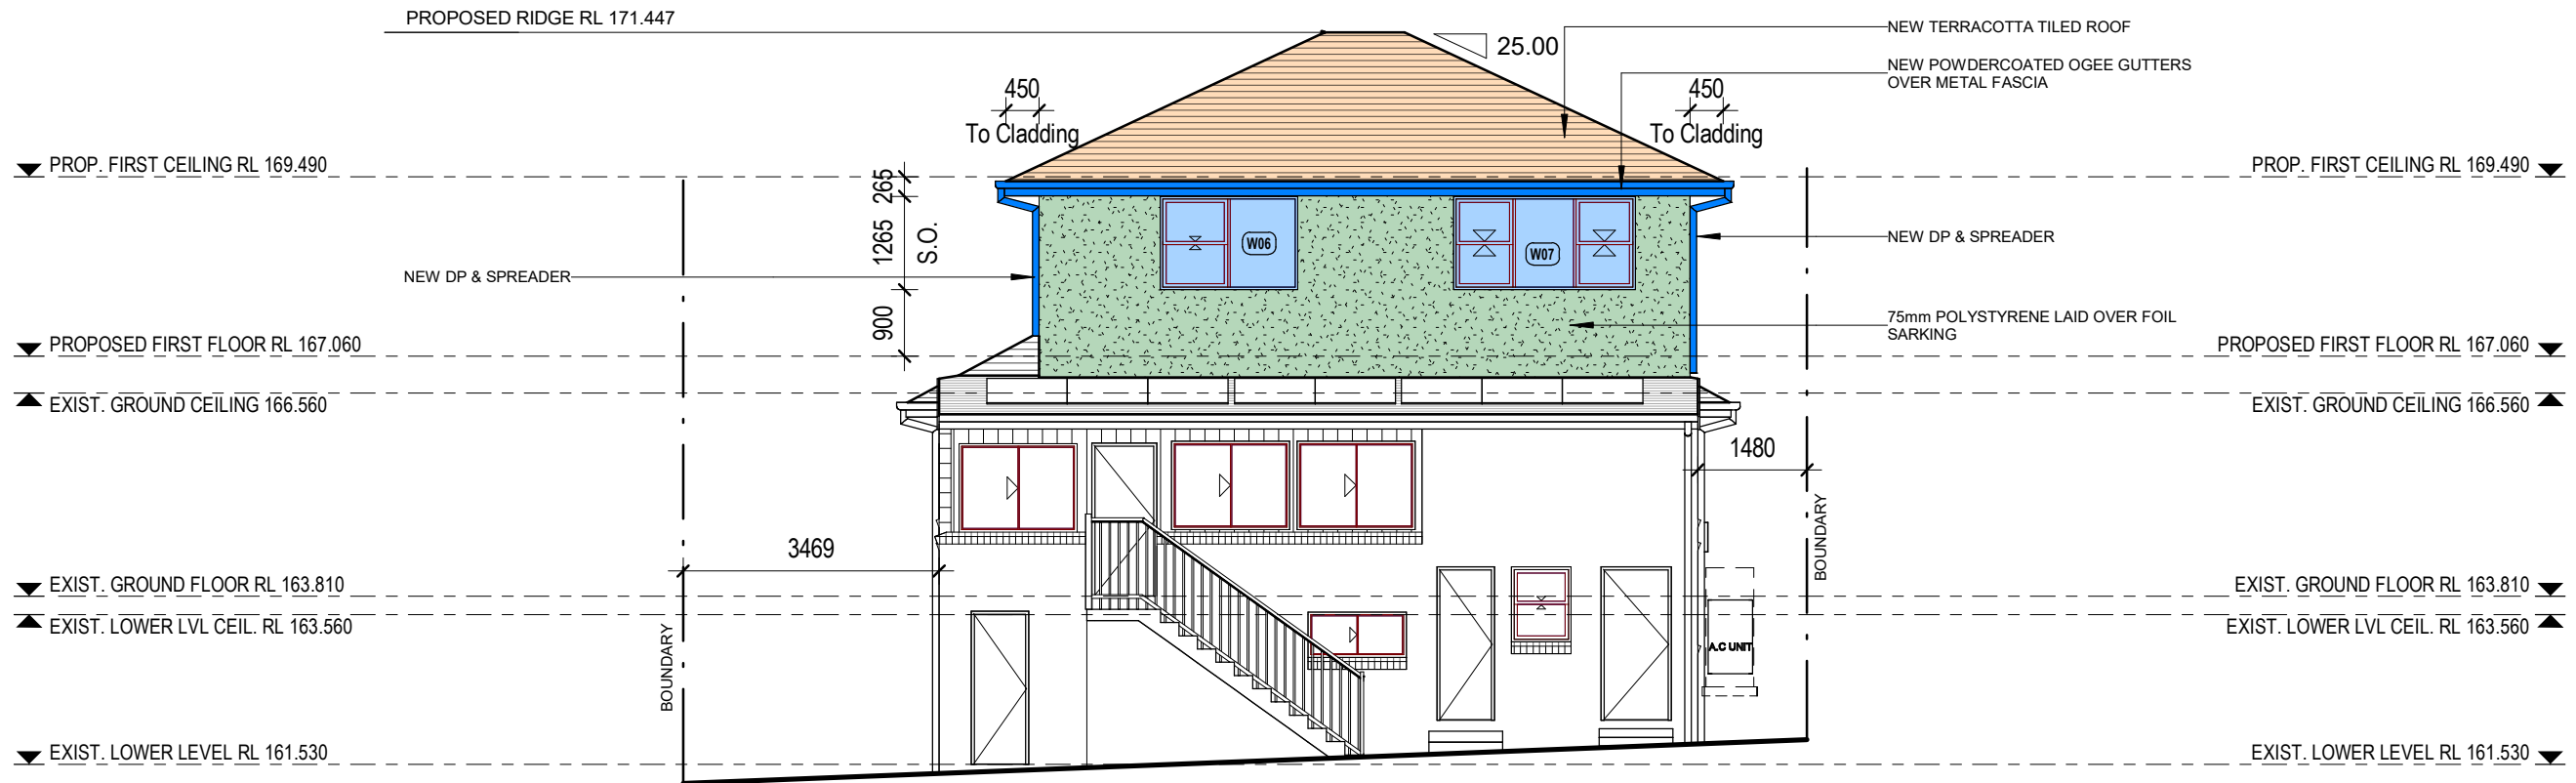 PROPOSED RIDGE RL 171.447
25.00
NEW TERRACOTTA TILED ROOF
NEW POWDERCOATED OGEE GUTTERS
OVER METAL FASCIA
450
To Cladding
450
To Cladding
PROP. FIRST CEILING RL 169.490
PROP. FIRST CEILING RL 169.490
265
1265
S.O.
900
W06
W07
NEW DP & SPREADER
NEW DP & SPREADER
75mm POLYSTYRENE LAID OVER FOIL
SARKING
PROPOSED FIRST FLOOR RL 167.060
PROPOSED FIRST FLOOR RL 167.060
EXIST. GROUND CEILING 166.560
EXIST. GROUND CEILING 166.560
1480
3469
BOUNDARY
BOUNDARY
EXIST. GROUND FLOOR RL 163.810
EXIST. GROUND FLOOR RL 163.810
EXIST. LOWER LVL CEIL. RL 163.560
EXIST. LOWER LVL CEIL. RL 163.560
A.C UNIT
EXIST. LOWER LEVEL RL 161.530
EXIST. LOWER LEVEL RL 161.530